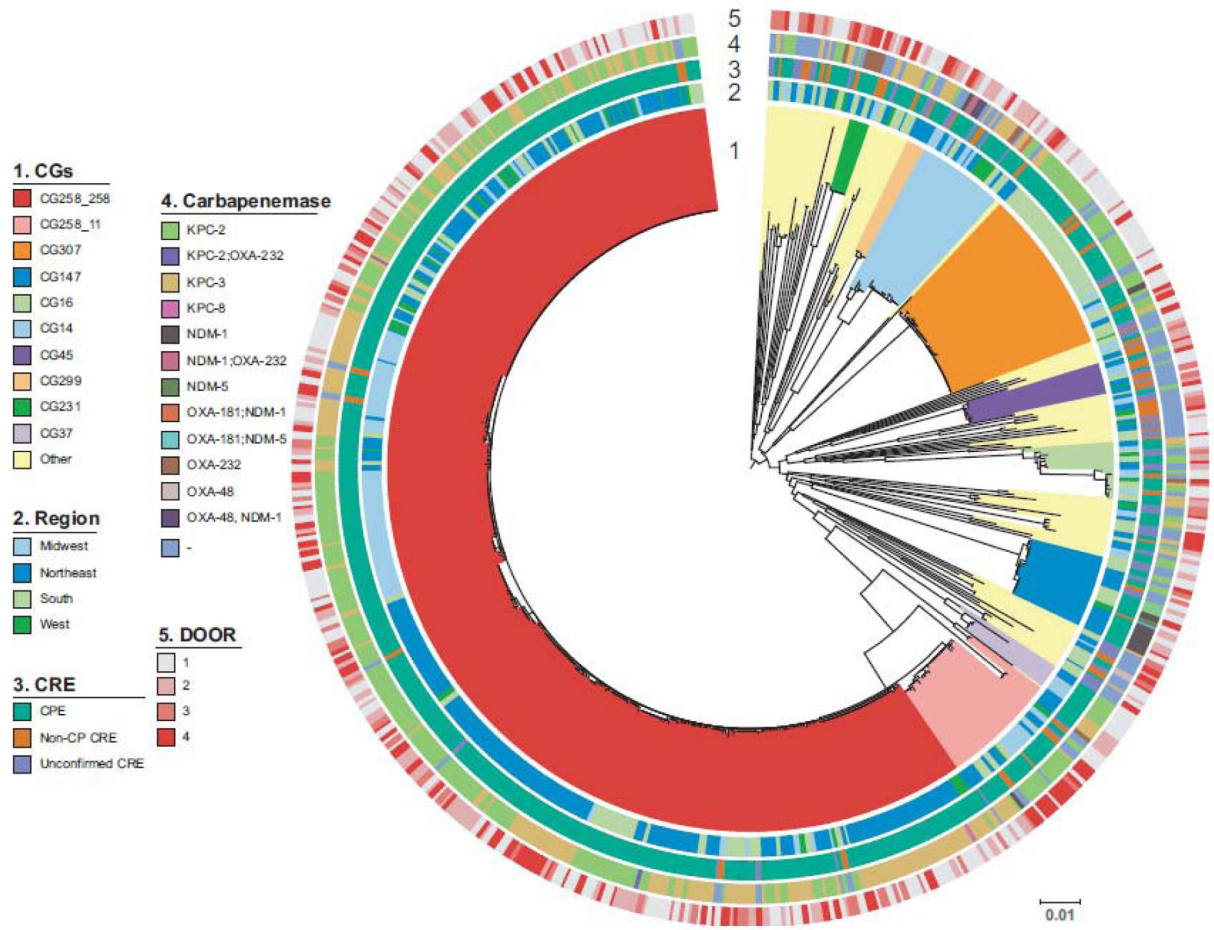 5
4
3
2
1
1. CGs
CG258_258
CG258_11
CG307
CG147
CG16
CG14
CG45
CG299
CG231
CG37
Other
2. Region
Midwest
Northeast
South
West
3. CRE
CPE
Non-CP CRE
Unconfirmed CRE
4. Carbapenemase
KPC-2
KPC-2;OXA-232
KPC-3
KPC-8
NDM-1
NDM-1;OXA-232
NDM-5
OXA-181;NDM-1
OXA-181;NDM-5
OXA-232
OXA-48
OXA-48, NDM-1
-
5. DOOR
1
2
3
4
0.01